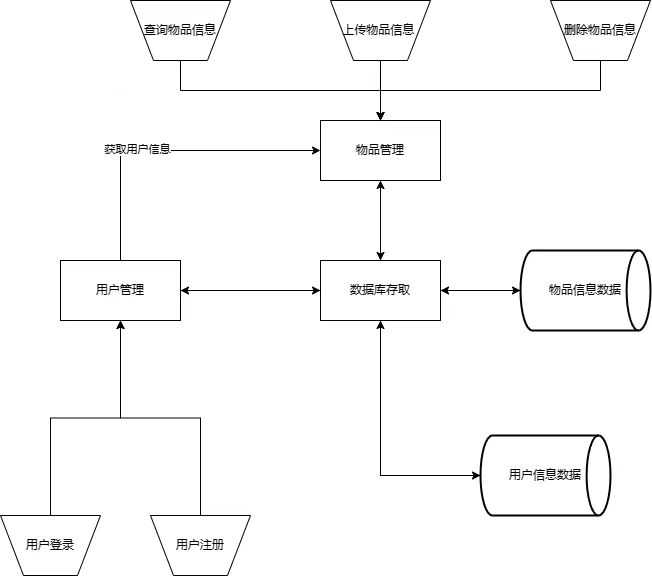 查询物品信息
上传物品信息
删除物品信息
获取用户信息
物品管理
用户管理
数据库存取
物品信息数据
用户信息数据
用户登录
用户注册